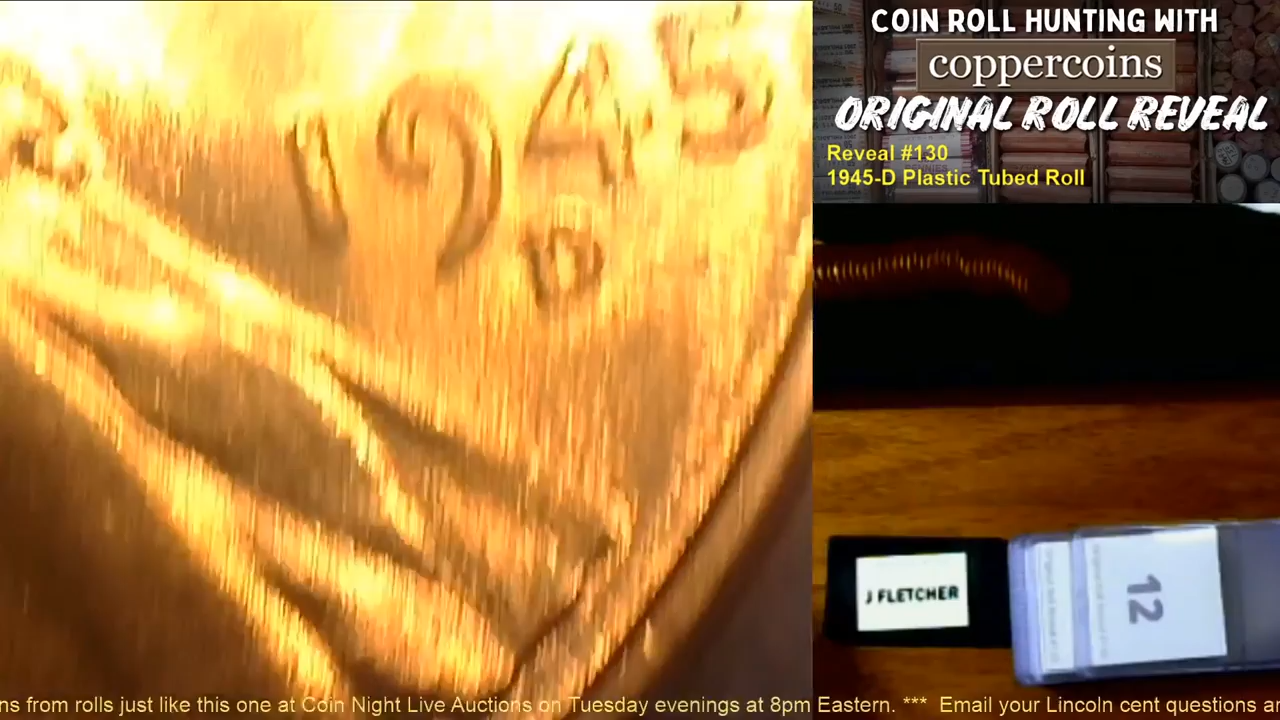 1945
D
COIN ROLL HUNTING WITH
coppercoins
ORIGINAL ROLL REVEAL
Reveal #130
1945-D Plastic Tubed Roll
J FLETCHER
12
ns from rolls just like this one at Coin Night Live Auctions on Tuesday evenings at 8pm Eastern. *** Email your Lincoln cent questions an